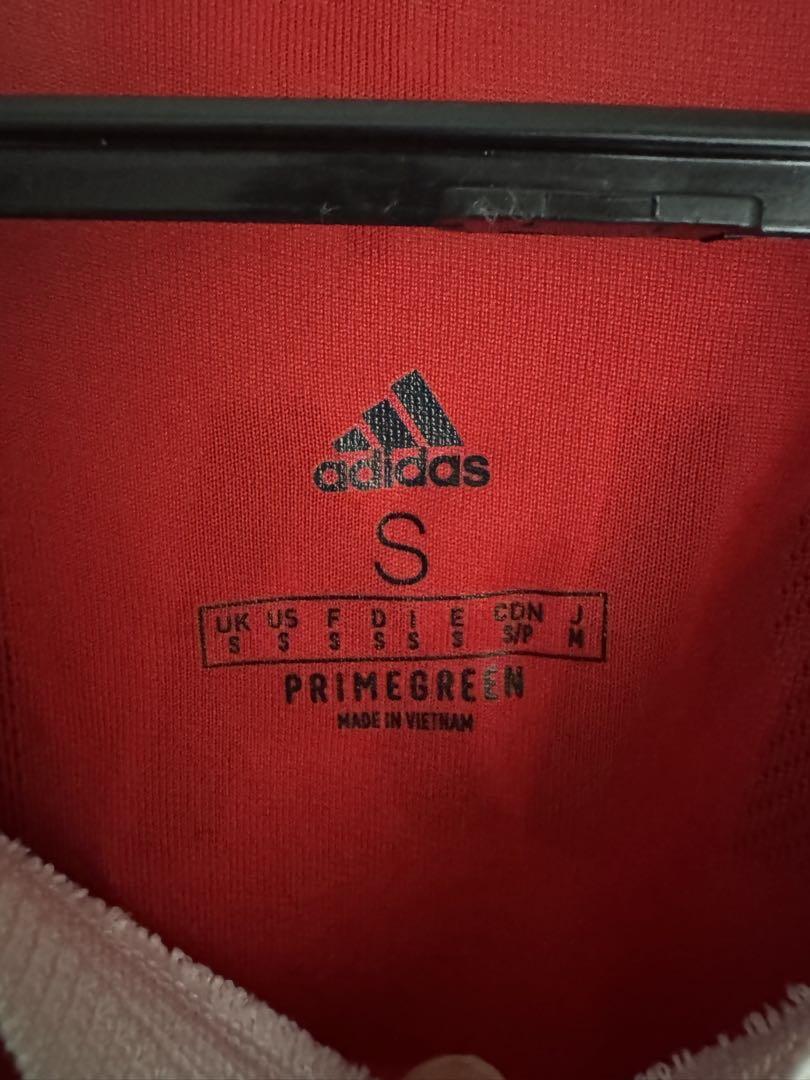 adidas
S
UK US F D I E CDN J
S S S S S S S/P M
PRIMEGREEN
MADE IN VIETNAM